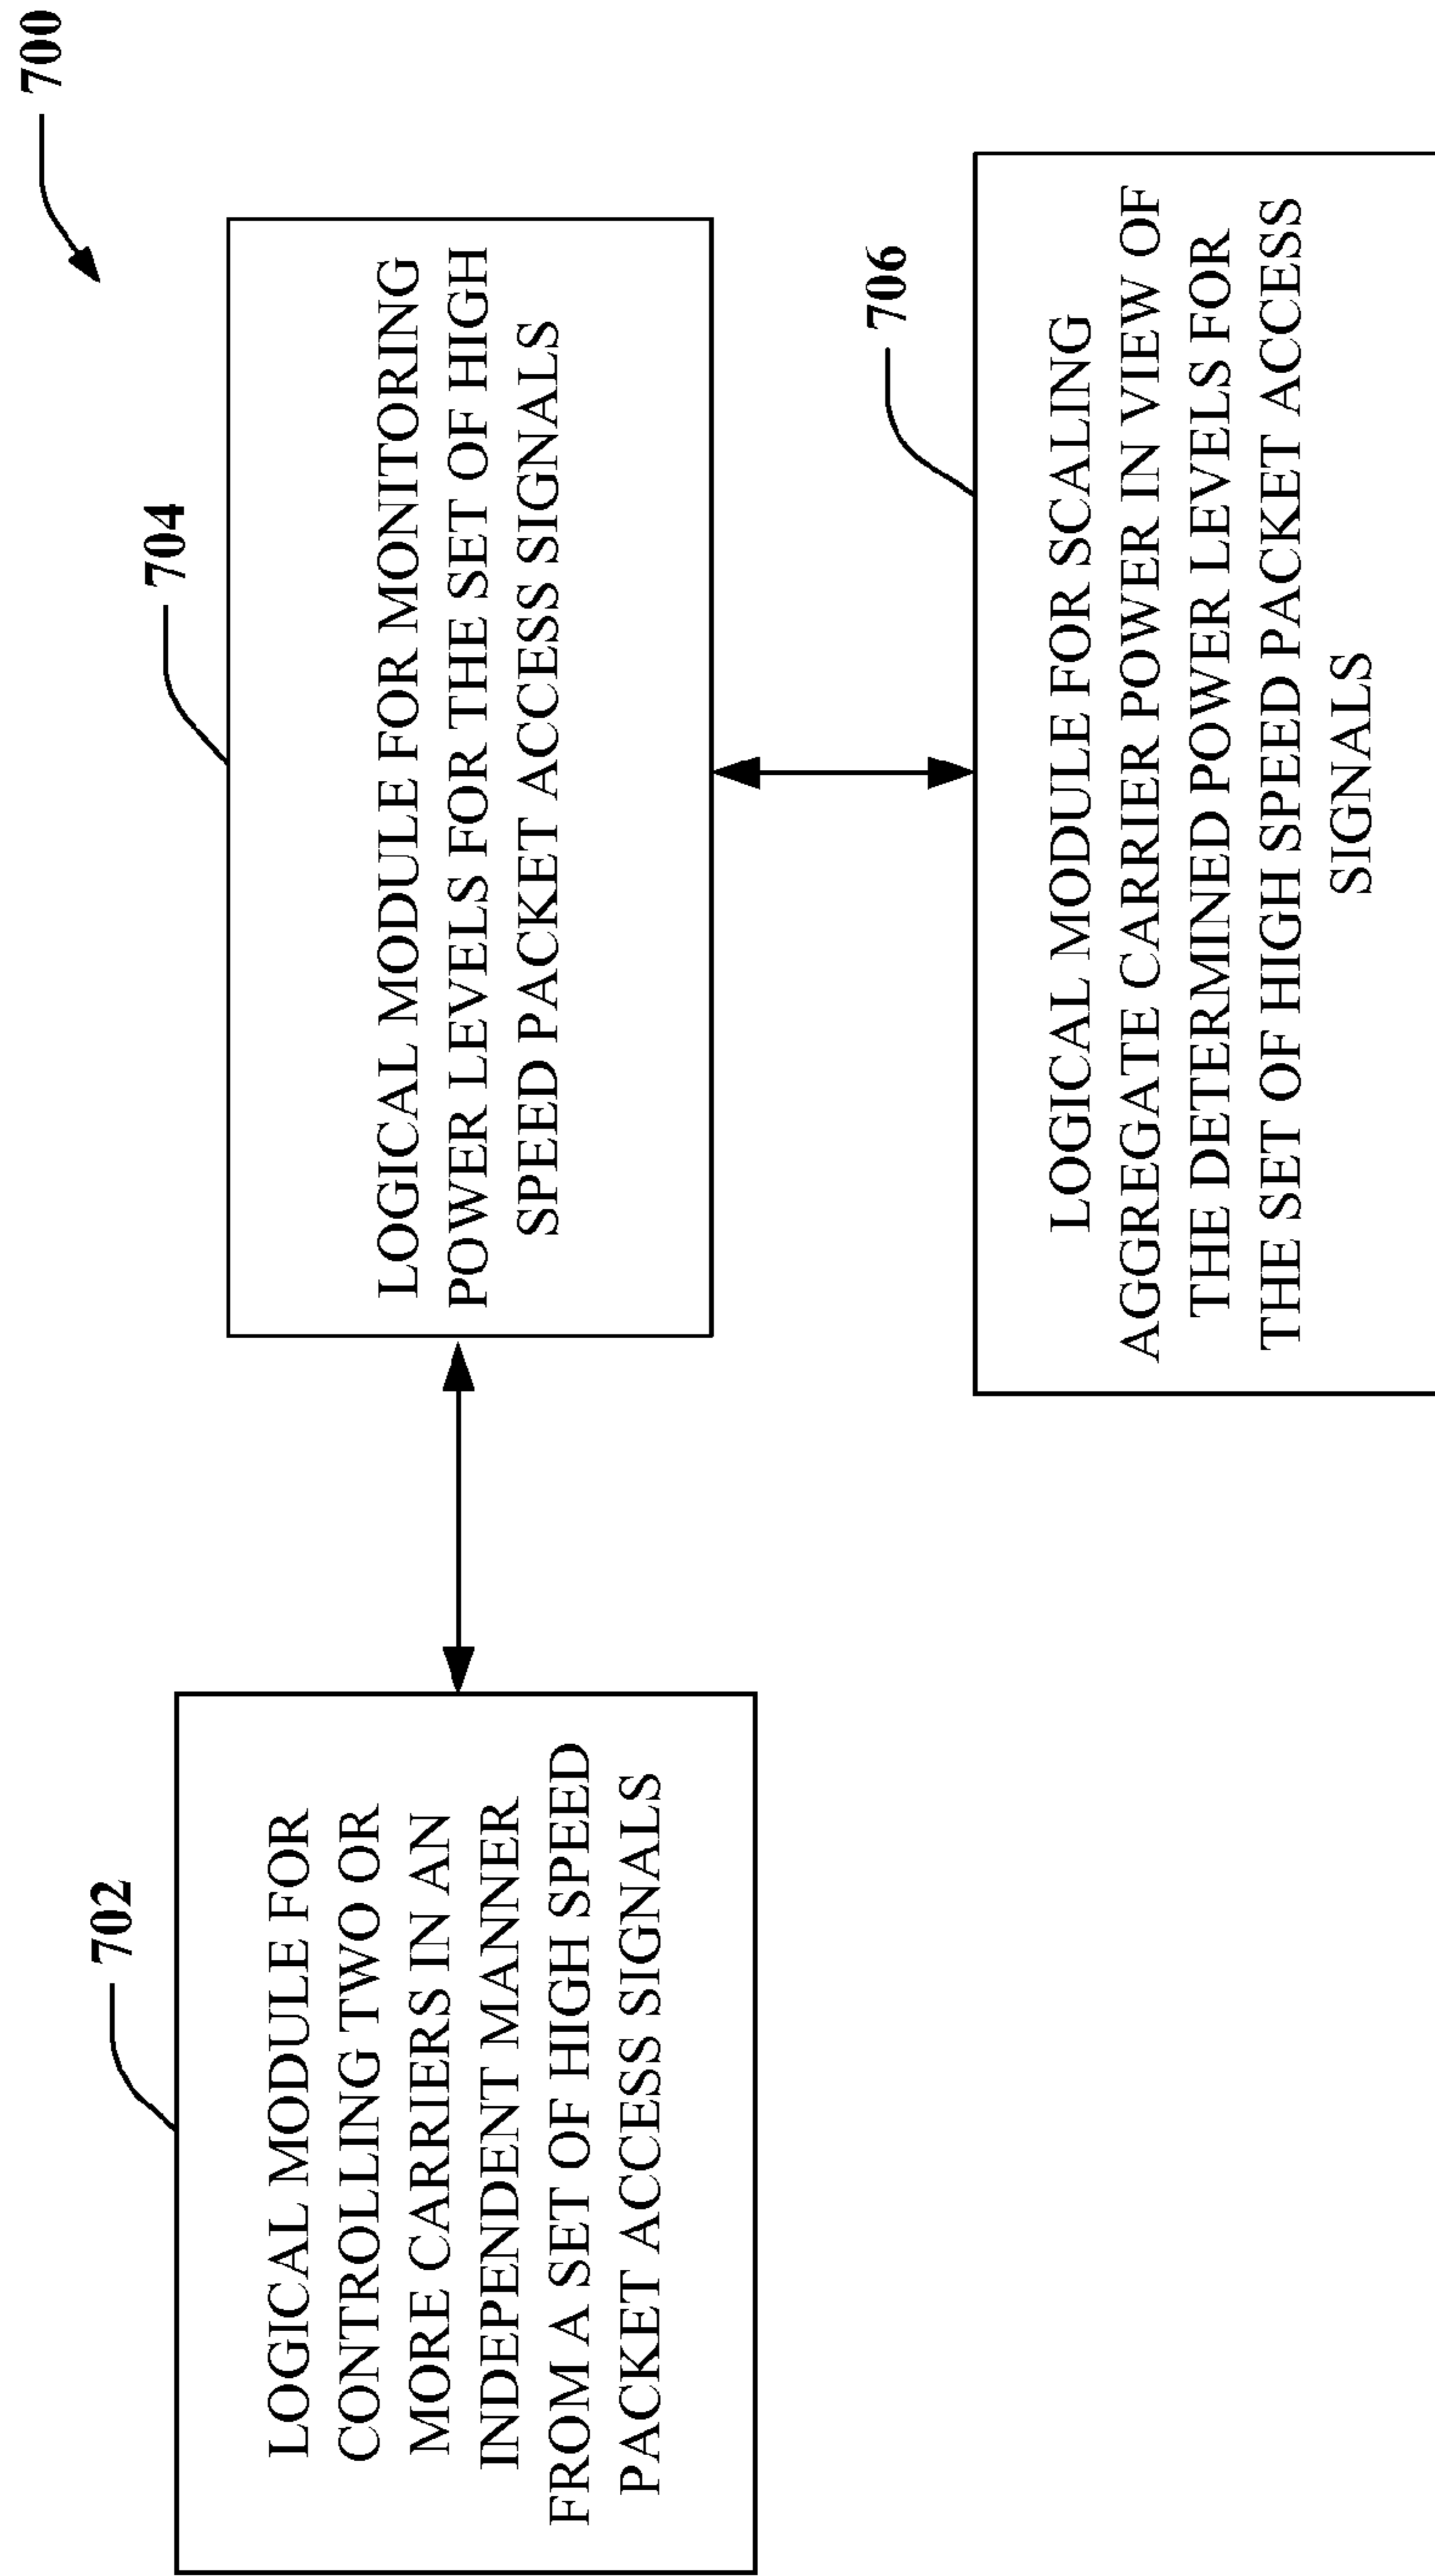 700
702
LOGICAL MODULE FOR
CONTROLLING TWO OR
MORE CARRIERS IN AN
INDEPENDENT MANNER
FROM A SET OF HIGH SPEED
PACKET ACCESS SIGNALS
704
LOGICAL MODULE FOR MONITORING
POWER LEVELS FOR THE SET OF HIGH
SPEED PACKET ACCESS SIGNALS
706
LOGICAL MODULE FOR SCALING
AGGREGATE CARRIER POWER IN VIEW OF
THE DETERMINED POWER LEVELS FOR
THE SET OF HIGH SPEED PACKET ACCESS
SIGNALS